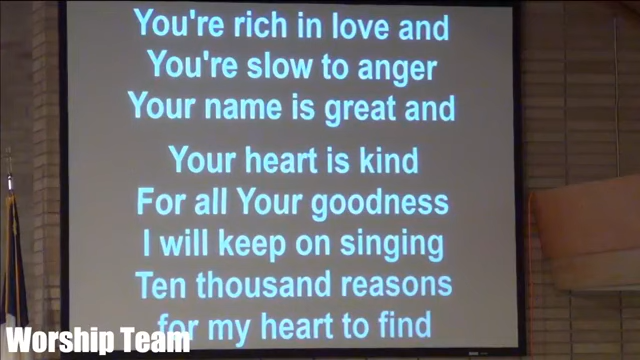 You're rich in love and
You're slow to anger
Your name is great and
Your heart is kind
For all Your goodness
I will keep on singing
Ten thousand reasons
for my heart to find
Worship Team